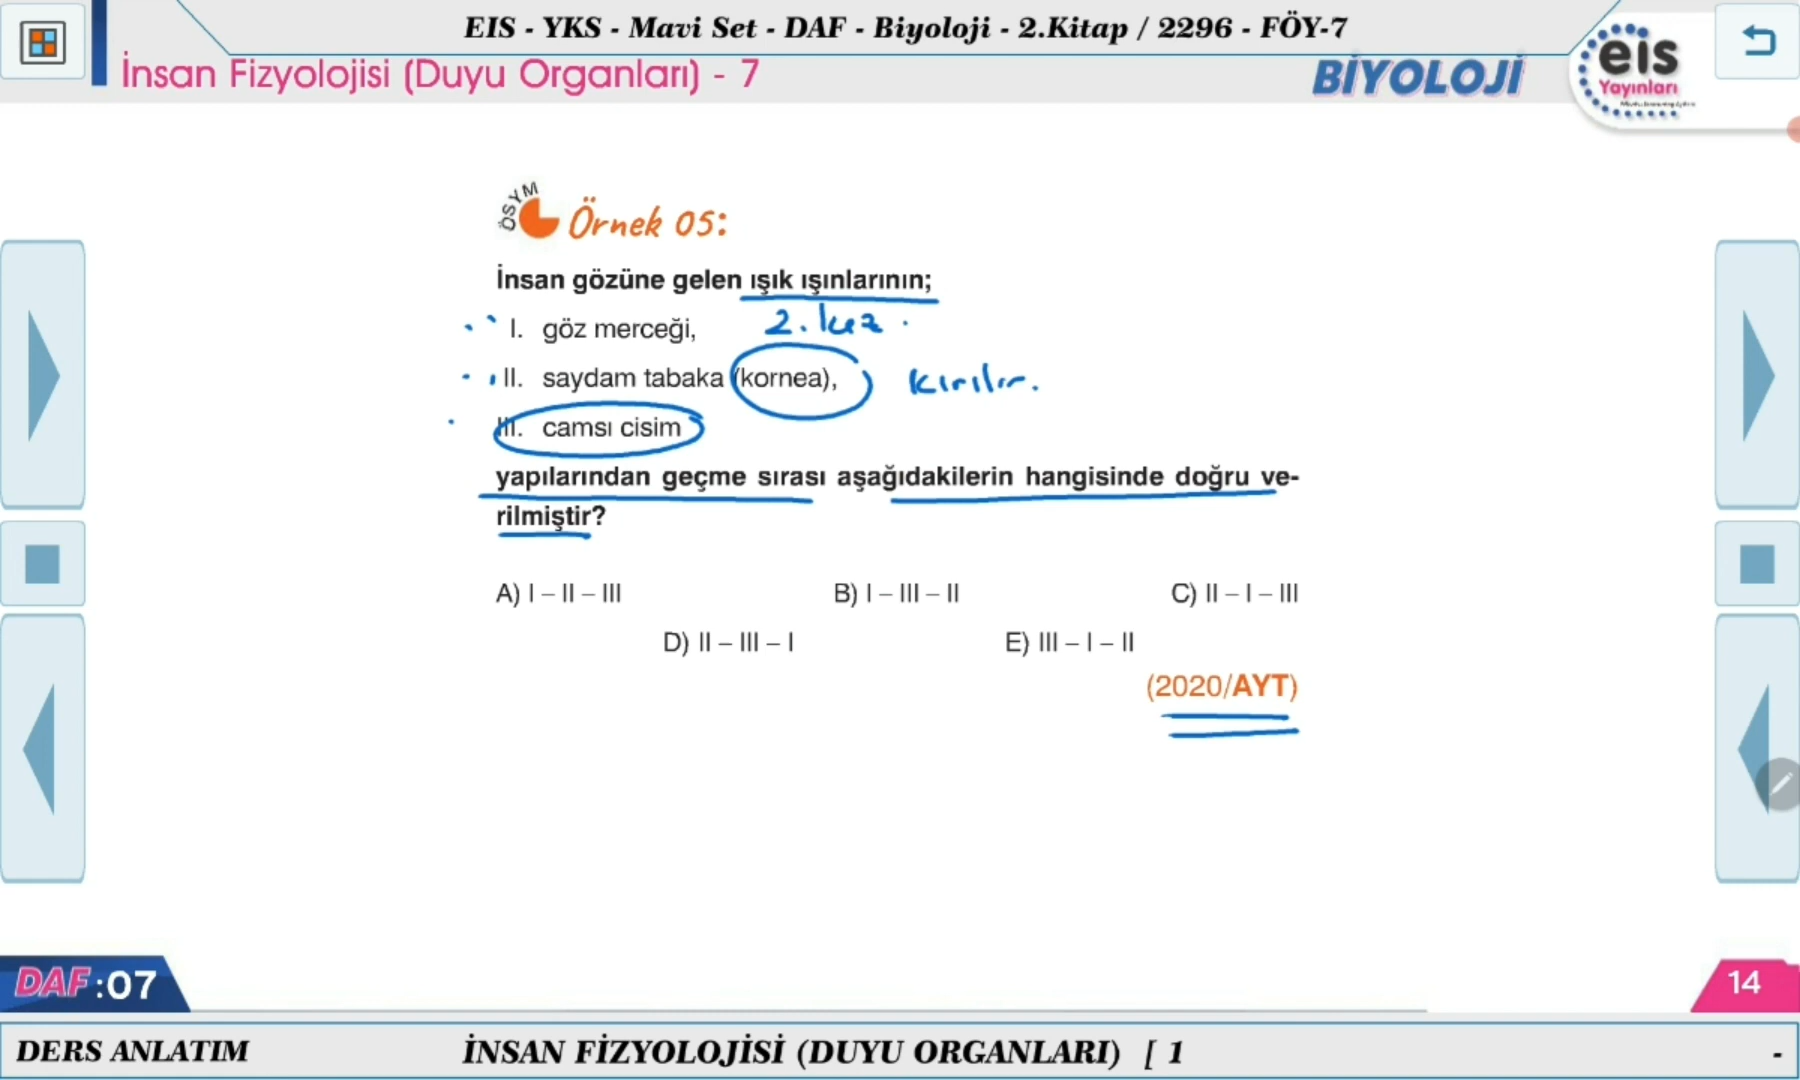 EIS - YKS - Mavi Set - DAF - Biyoloji - 2.Kitap / 2296 - FÖY-7
İnsan Fizyolojisi (Duyu Organları) - 7
BİYOLOJİ
eis
Yayınları
ÖSYM
Örnek 05:
İnsan gözüne gelen ışık ışınlarının;
I. göz merceği,
2. kez.
II. saydam tabaka (kornea),
kırılır.
III. camsı cisim
yapılarından geçme sırası aşağıdakilerin hangisinde doğru ve-
rilmiştir?
A) I – II – III
B) I – III – II
C) II – I – III
D) II – III – I
E) III – I – II
(2020/AYT)
DAF:07
14
DERS ANLATIM
İNSAN FİZYOLOJİSİ (DUYU ORGANLARI) [ 1
-